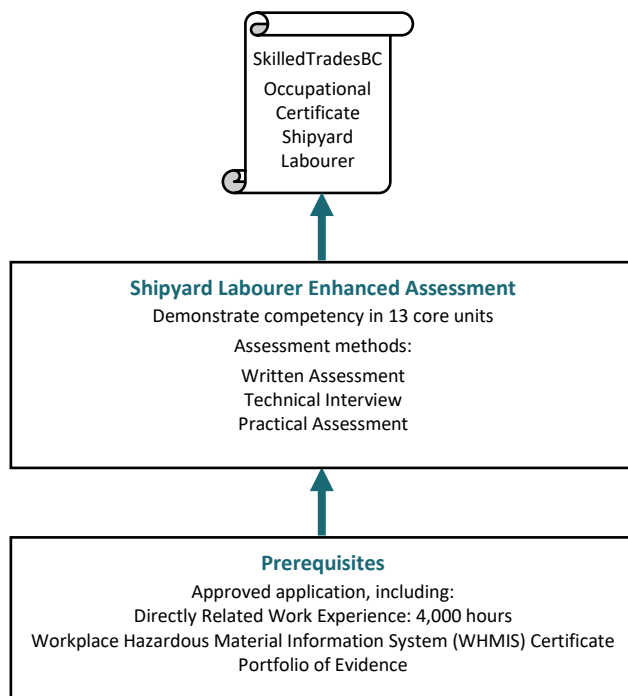 SkilledTradesBC
Occupational
Certificate
Shipyard
Labourer
Shipyard Labourer Enhanced Assessment
Demonstrate competency in 13 core units
Assessment methods:
Written Assessment
Technical Interview
Practical Assessment
Prerequisites
Approved application, including:
Directly Related Work Experience: 4,000 hours
Workplace Hazardous Material Information System (WHMIS) Certificate
Portfolio of Evidence